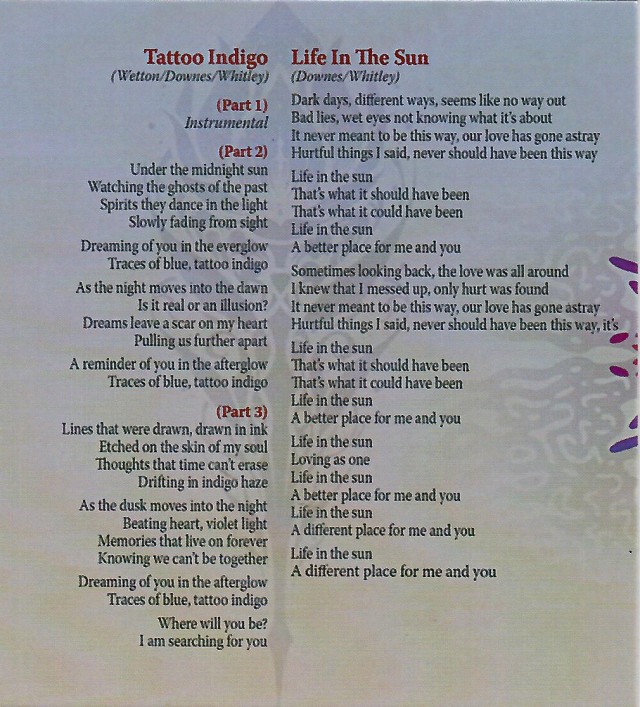 Tattoo Indigo
(Wetton/Downes/Whitley)
(Part 1)
Instrumental
(Part 2)
Under the midnight sun
Watching the ghosts of the past
Spirits they dance in the light
Slowly fading from sight
Dreaming of you in the everglow
Traces of blue, tattoo indigo
As the night moves into the dawn
Is it real or an illusion?
Dreams leave a scar on my heart
Pulling us further apart
A reminder of you in the afterglow
Traces of blue, tattoo indigo
(Part 3)
Lines that were drawn, drawn in ink
Etched on the skin of my soul
Thoughts that time can't erase
Drifting in indigo haze
As the dusk moves into the night
Beating heart, violet light
Memories that live on forever
Knowing we can't be together
Dreaming of you in the afterglow
Traces of blue, tattoo indigo
Where will you be?
I am searching for you
Life In The Sun
(Downes/Whitley)
Dark days, different ways, seems like no way out
Bad lies, wet eyes not knowing what it's about
It never meant to be this way, our love has gone astray
Hurtful things I said, never should have been this way
Life in the sun
That's what it should have been
That's what it could have been
Life in the sun
A better place for me and you
Sometimes looking back, the love was all around
I knew that I messed up, only hurt was found
It never meant to be this way, our love has gone astray
Hurtful things I said, never should have been this way, it's
Life in the sun
That's what it should have been
That's what it could have been
Life in the sun
A better place for me and you
Life in the sun
Loving as one
Life in the sun
A better place for me and you
Life in the sun
A different place for me and you
Life in the sun
A different place for me and you